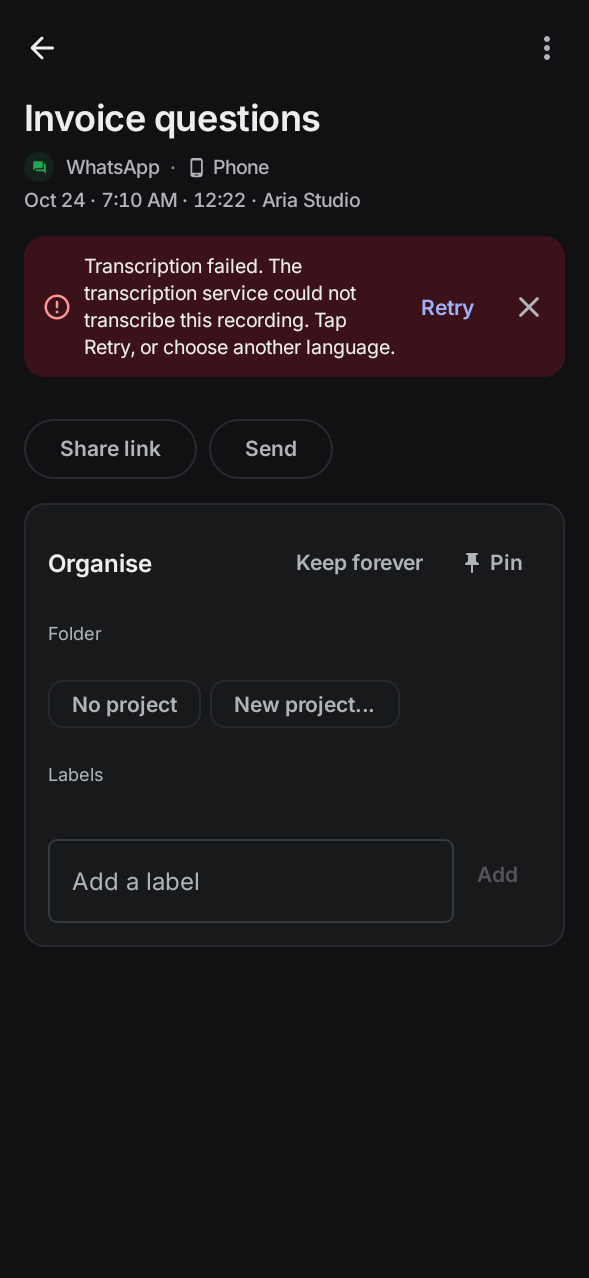 Invoice questions
WhatsApp · Phone
Oct 24 · 7:10 AM · 12:22 · Aria Studio
Transcription failed. The
transcription service could not
transcribe this recording. Tap
Retry, or choose another language.
Retry
Share link
Send
Organise
Keep forever
Pin
Folder
No project
New project...
Labels
Add a label
Add